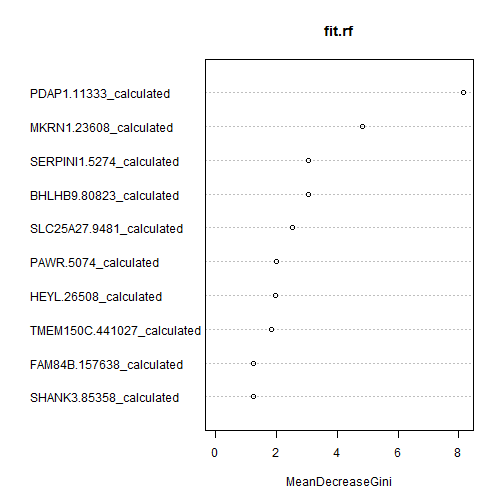 fit.rf
PDAP1.11333_calculated
MKRN1.23608_calculated
SERPINI1.5274_calculated
BHLHB9.80823_calculated
SLC25A27.9481_calculated
PAWR.5074_calculated
HEYL.26508_calculated
TMEM150C.441027_calculated
FAM84B.157638_calculated
SHANK3.85358_calculated
0 2 4 6 8
MeanDecreaseGini